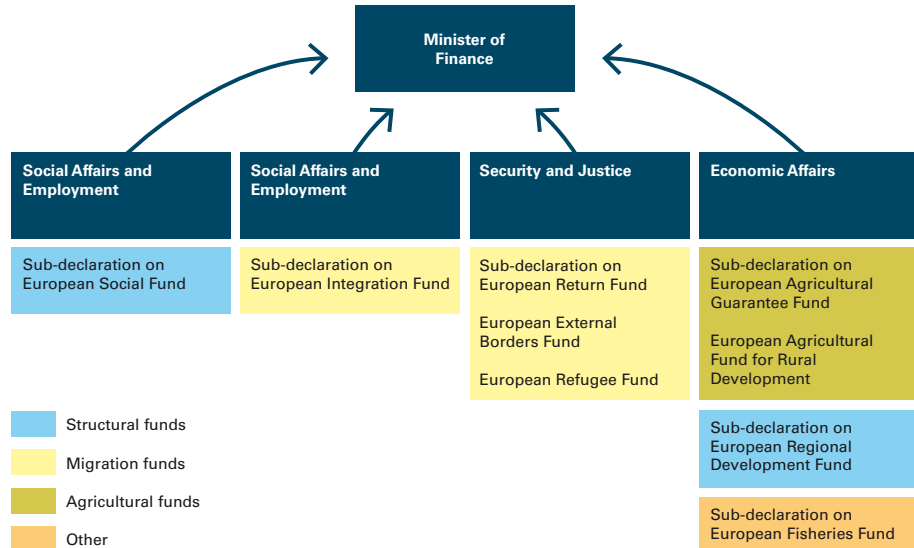 Minister of
Finance
Social Affairs and
Employment
Social Affairs and
Employment
Security and Justice
Economic Affairs
Sub-declaration on
European Social Fund
Sub-declaration on
European Integration Fund
Sub-declaration on
European Return Fund
European External
Borders Fund
European Refugee Fund
Sub-declaration on
European Agricultural
Guarantee Fund
European Agricultural
Fund for Rural
Development
Sub-declaration on
European Regional
Development Fund
Sub-declaration on
European Fisheries Fund
Structural funds
Migration funds
Agricultural funds
Other